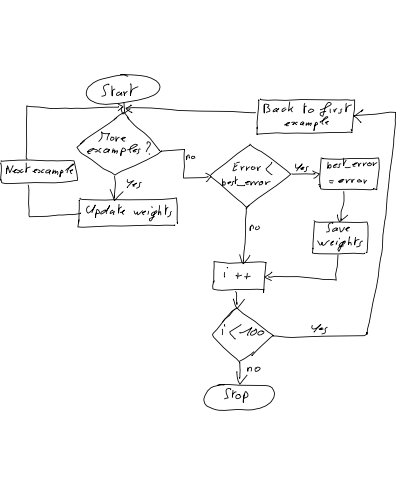 Start
Back to first
example
More
examples?
no
Error <
best_error
Yes
best_error
= error
Next example
Yes
Update weights
no
Save
weights
i ++
i < 100
Yes
no
Stop